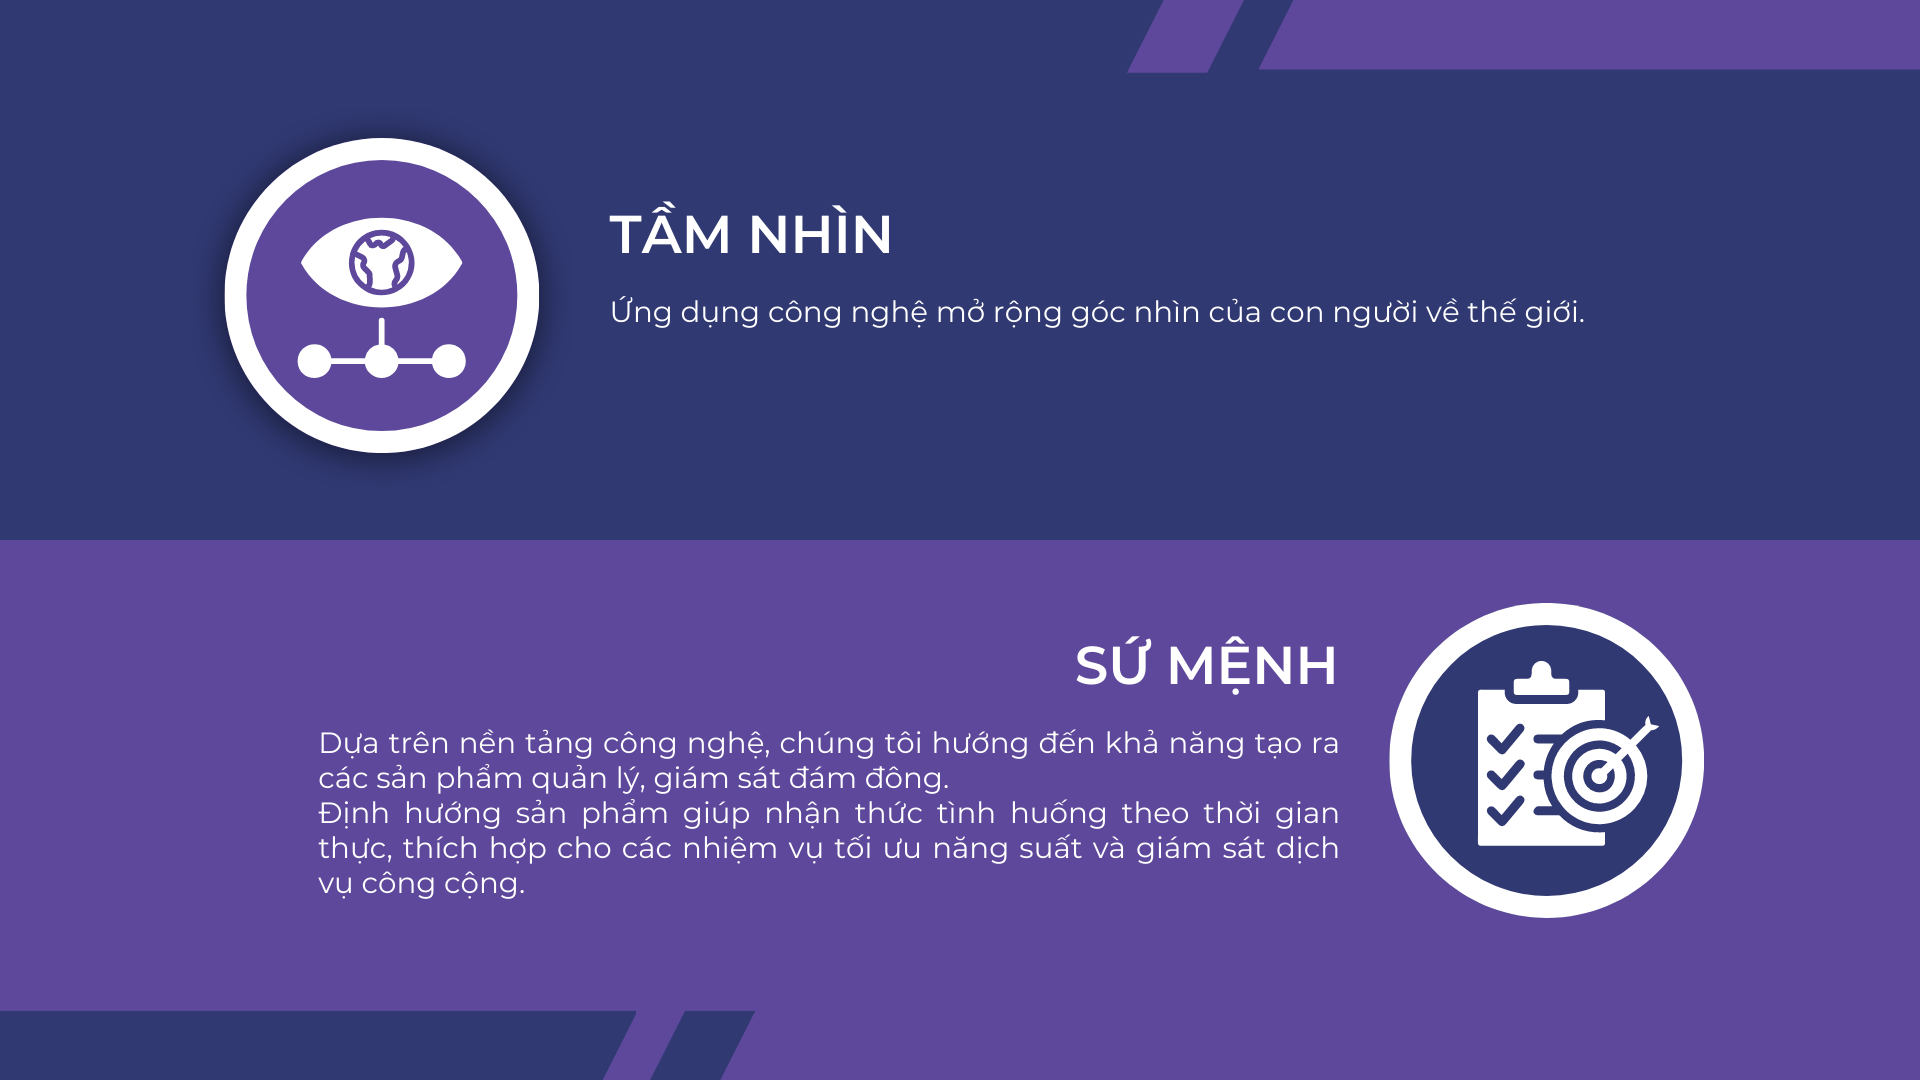 TẦM NHÌN
Ứng dụng công nghệ mở rộng góc nhìn của con người về thế giới.
SỨ MỆNH
Dựa trên nền tảng công nghệ, chúng tôi hướng đến khả năng tạo ra
các sản phẩm quản lý, giám sát đám đông.
Định hướng sản phẩm giúp nhận thức tình huống theo thời gian
thực, thích hợp cho các nhiệm vụ tối ưu năng suất và giám sát dịch
vụ công cộng.